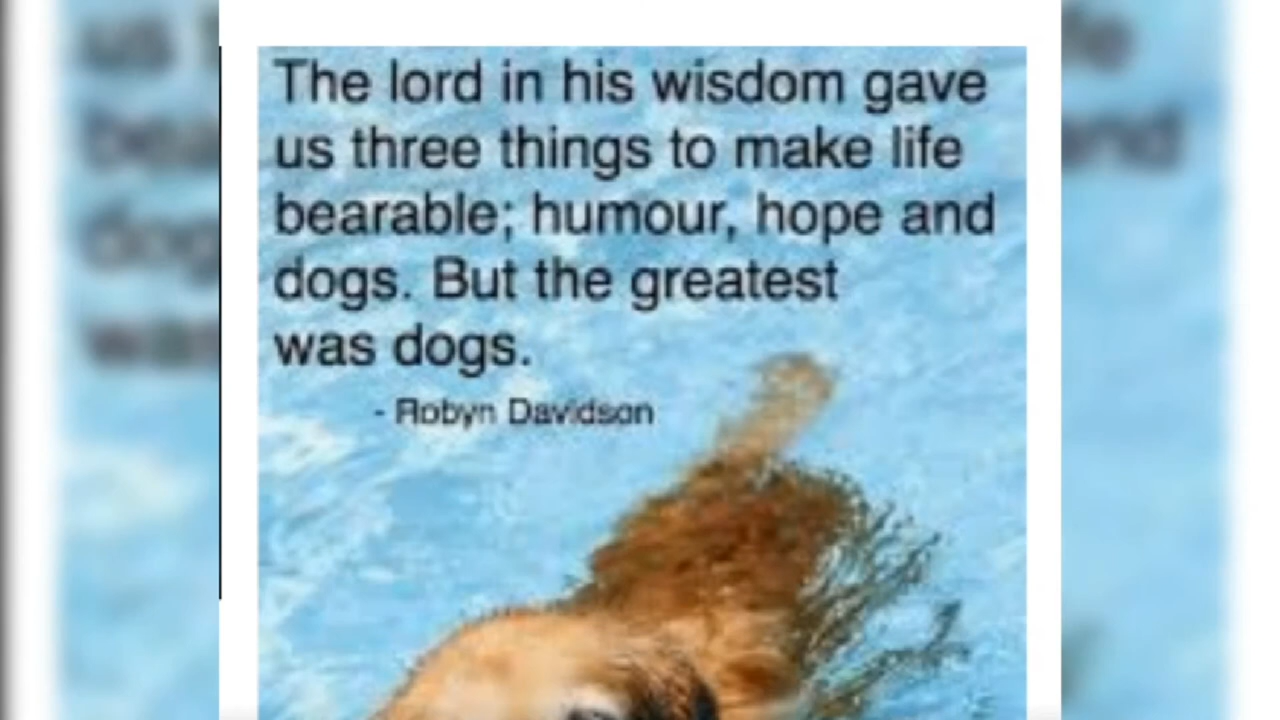 The lord in his wisdom gave
us three things to make life
bearable; humour, hope and
dogs. But the greatest
was dogs.
- Robyn Davidson